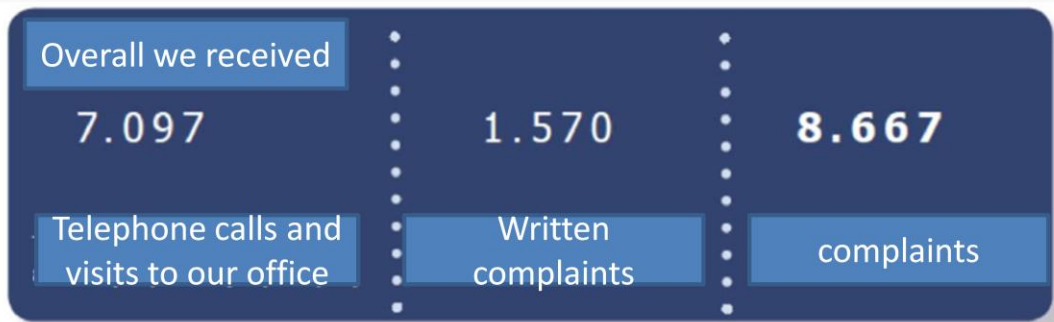 Overall we received
7.097
1.570
8.667
Telephone calls and
visits to our office
Written
complaints
complaints